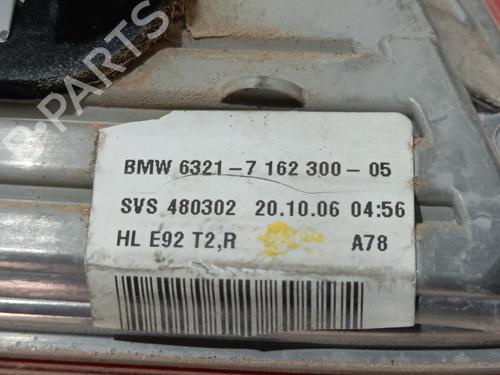 B-PARTS
BMW 6321-7 162 300-05
SVS 480302 20.10.06 04:56
HL E92 T2,R A78